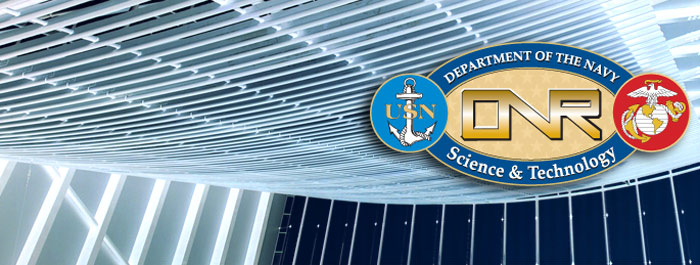 DEPARTMENT OF THE NAVY
USN
ONR
Science & Technology